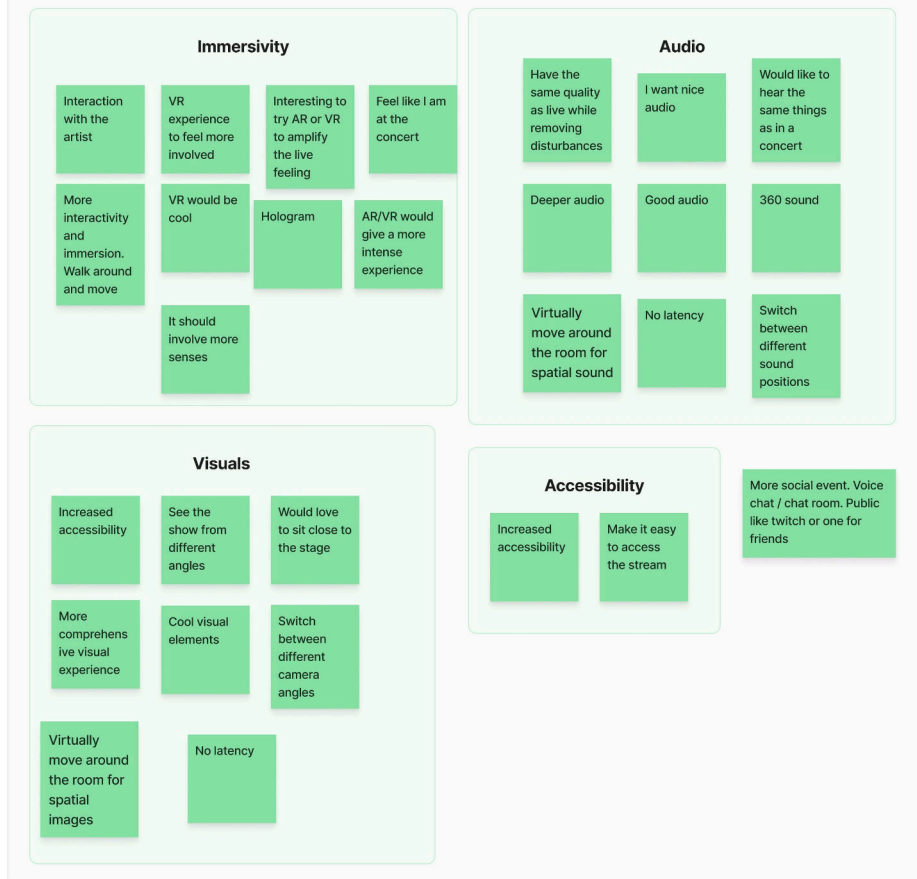 Immersivity
Interaction
with the
artist
VR
experience
to feel more
involved
Interesting to
try AR or VR
to amplify
the live
feeling
Feel like I am
at the
concert
More
interactivity
and
immersion.
Walk around
and move
VR would be
cool
Hologram
AR/VR would
give a more
intense
experience
It should
involve more
senses
Audio
Have the
same quality
as live while
removing
disturbances
I want nice
audio
Would like to
hear the
same things
as in a
concert
Deeper audio
Good audio
360 sound
Virtually
move around
the room for
spatial sound
No latency
Switch
between
different
sound
positions
Visuals
Increased
accessibility
See the
show from
different
angles
Would love
to sit close to
the stage
More
comprehens
ive visual
experience
Cool visual
elements
Switch
between
different
camera
angles
Virtually
move around
the room for
spatial
images
No latency
Accessibility
Increased
accessibility
Make it easy
to access
the stream
More social event. Voice
chat / chat room. Public
like twitch or one for
friends